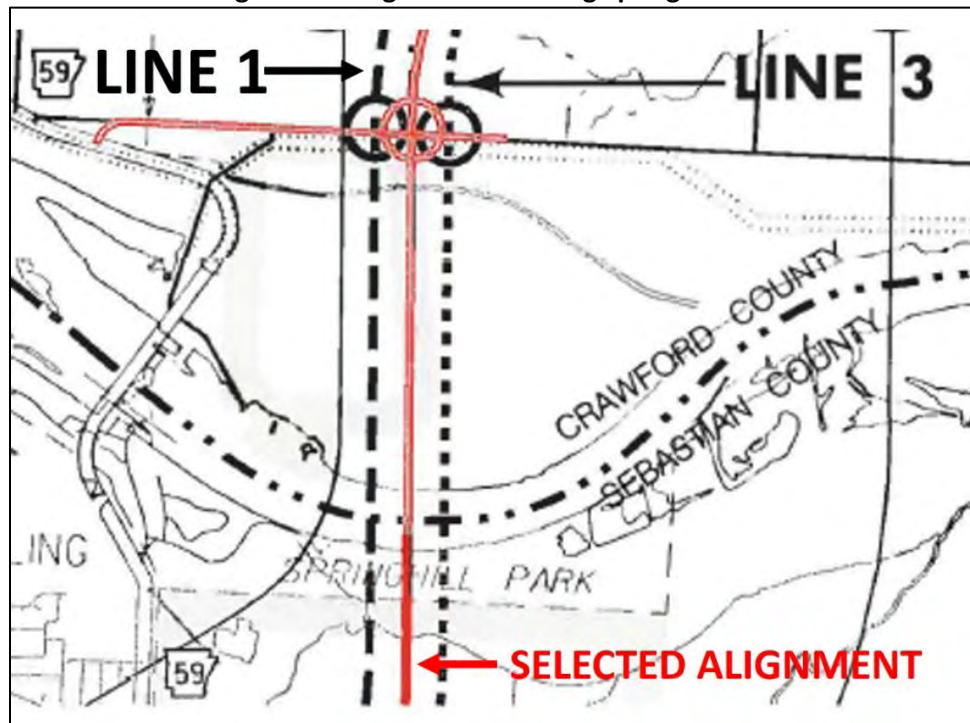 59 LINE 1
LINE 3
CRAWFORD COUNTY
SEBASTIAN COUNTY
LING
SPRINGHILL PARK
59
SELECTED ALIGNMENT